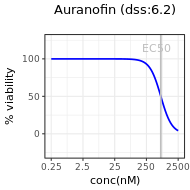 Auranofin (dss:6.2)
EC50
100
50
0
% viability
0.25 2.5 25 250 2500
conc(nM)